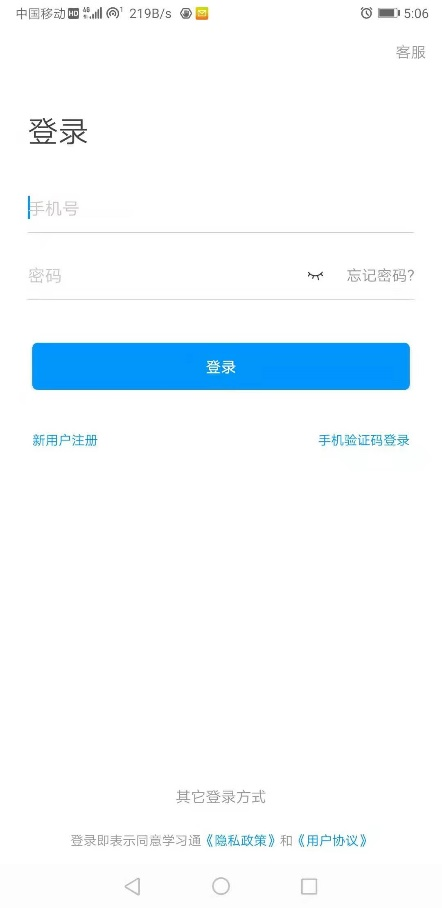 中国移动 HD 4G 219B/s 5:06
客服
登录
手机号
密码 忘记密码?
登录
新用户注册 手机验证码登录
其它登录方式
登录即表示同意学习通《隐私政策》和《用户协议》